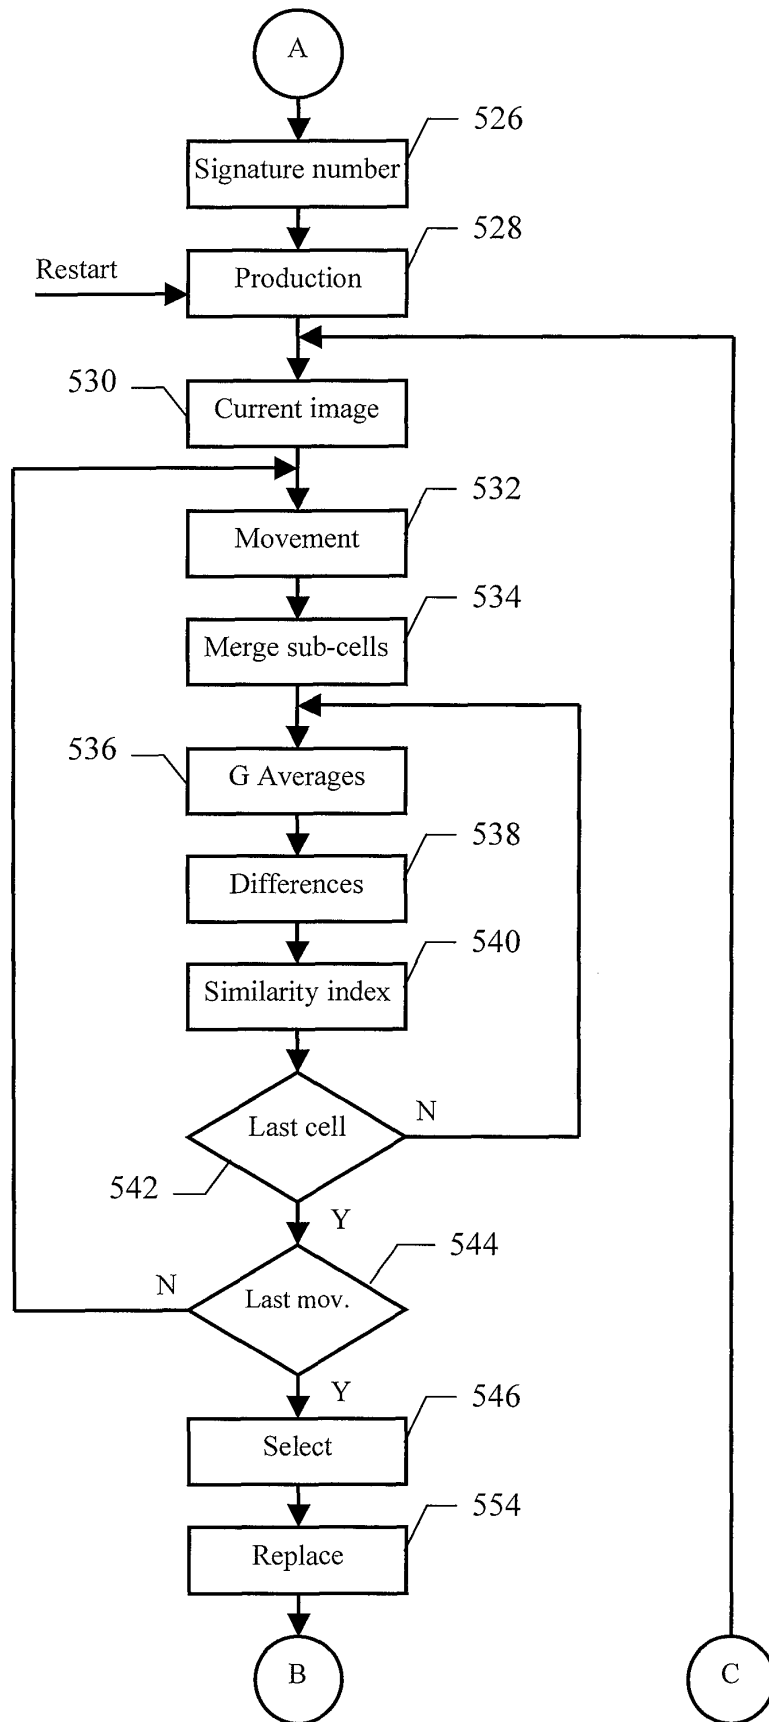 A
526
Signature number
528
Restart
Production
530
Current image
532
Movement
534
Merge sub-cells
536
G Averages
538
Differences
540
Similarity index
Last cell
N
542
Y
544
N
Last mov.
Y
546
Select
554
Replace
B
C